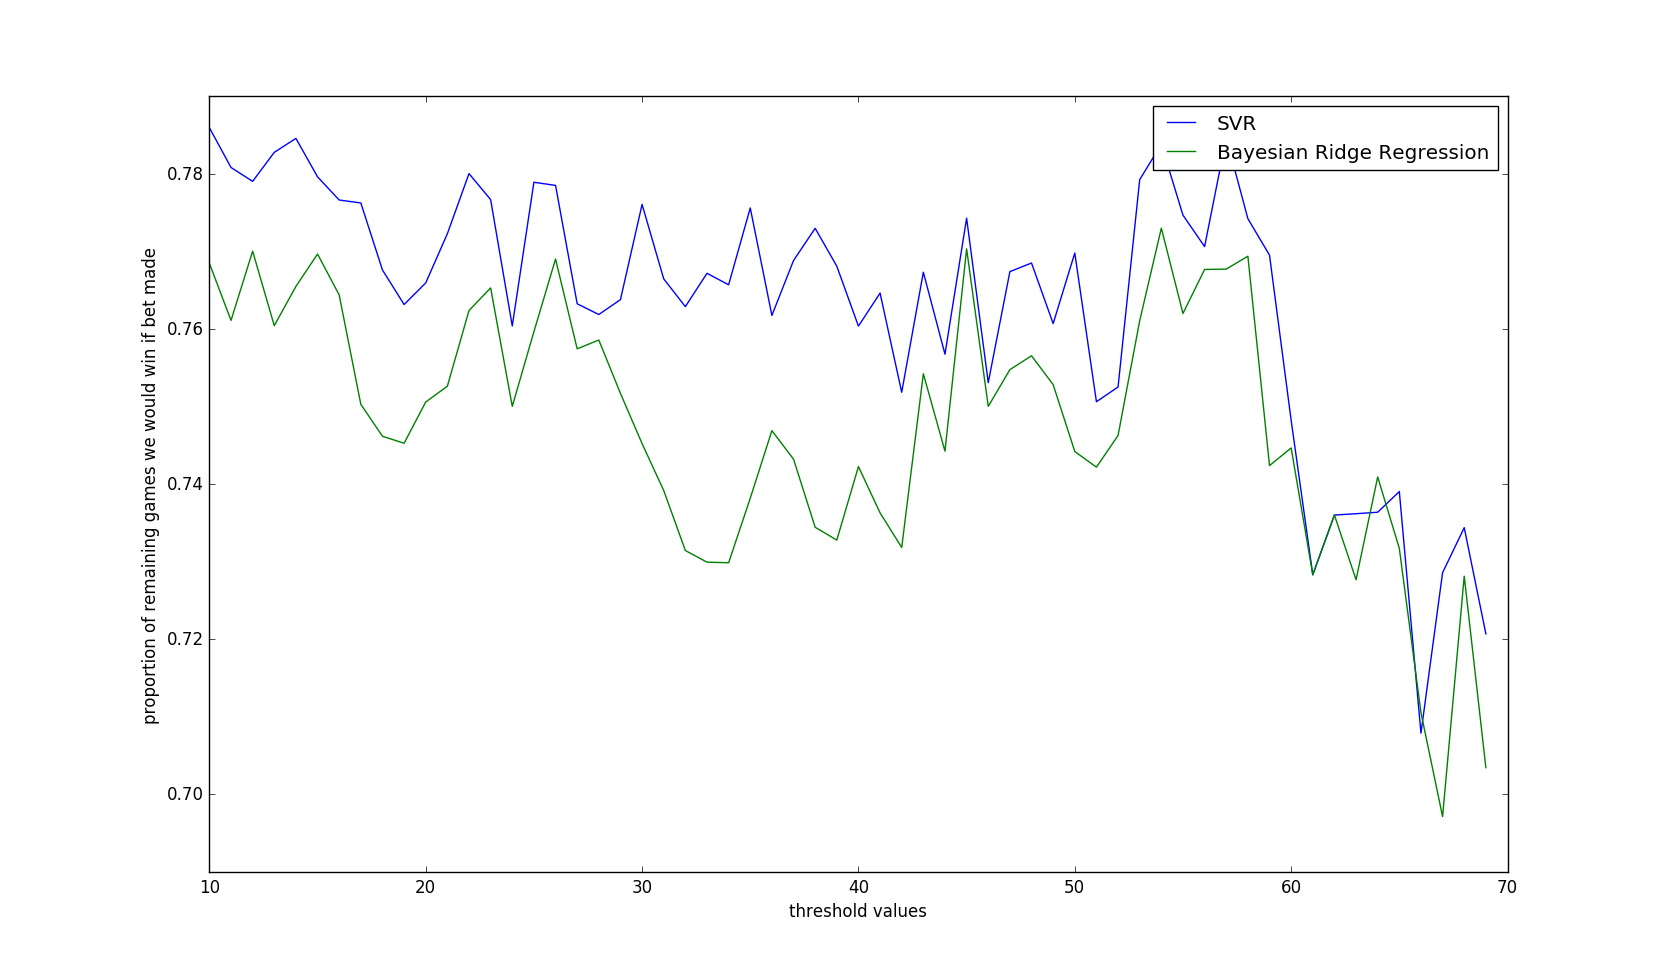 SVR
Bayesian Ridge Regression
proportion of remaining games we would win if bet made
0.78
0.76
0.74
0.72
0.70
10 20 30 40 50 60 70
threshold values